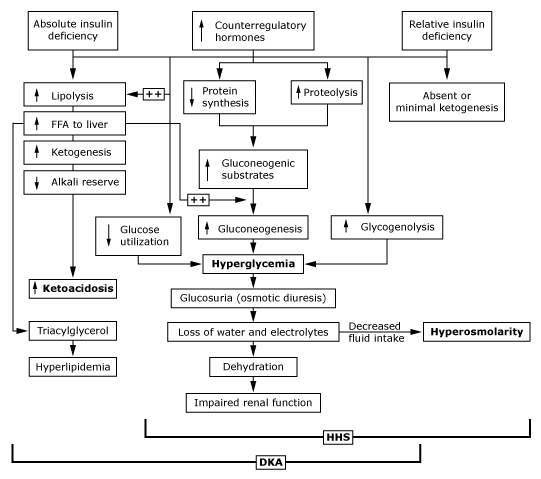 Absolute insulin
deficiency
↑ Counterregulatory
hormones
Relative insulin
deficiency
↑ Lipolysis
++
↓ Protein
synthesis
↑ Proteolysis
Absent or
minimal ketogenesis
↑ FFA to liver
↑ Ketogenesis
↑ Gluconeogenic
substrates
↓ Alkali reserve
++
↓ Glucose
utilization
↑ Gluconeogenesis
↑ Glycogenolysis
Hyperglycemia
↑ Ketoacidosis
Glucosuria (osmotic diuresis)
Triacylglycerol
Loss of water and electrolytes
Decreased
fluid intake
Hyperosmolarity
Hyperlipidemia
Dehydration
Impaired renal function
HHS
DKA